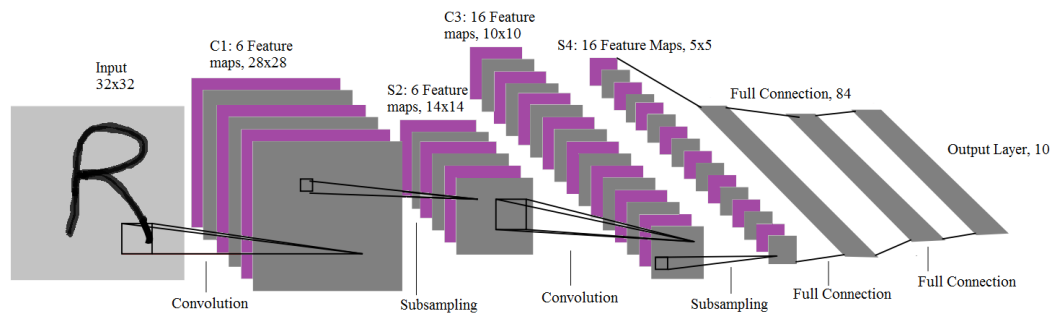 Input
32x32
R
C1: 6 Feature
maps, 28x28
S2: 6 Feature
maps, 14x14
C3: 16 Feature
maps, 10x10
S4: 16 Feature Maps, 5x5
Full Connection, 84
Output Layer, 10
Convolution
Subsampling
Convolution
Subsampling
Full Connection
Full Connection